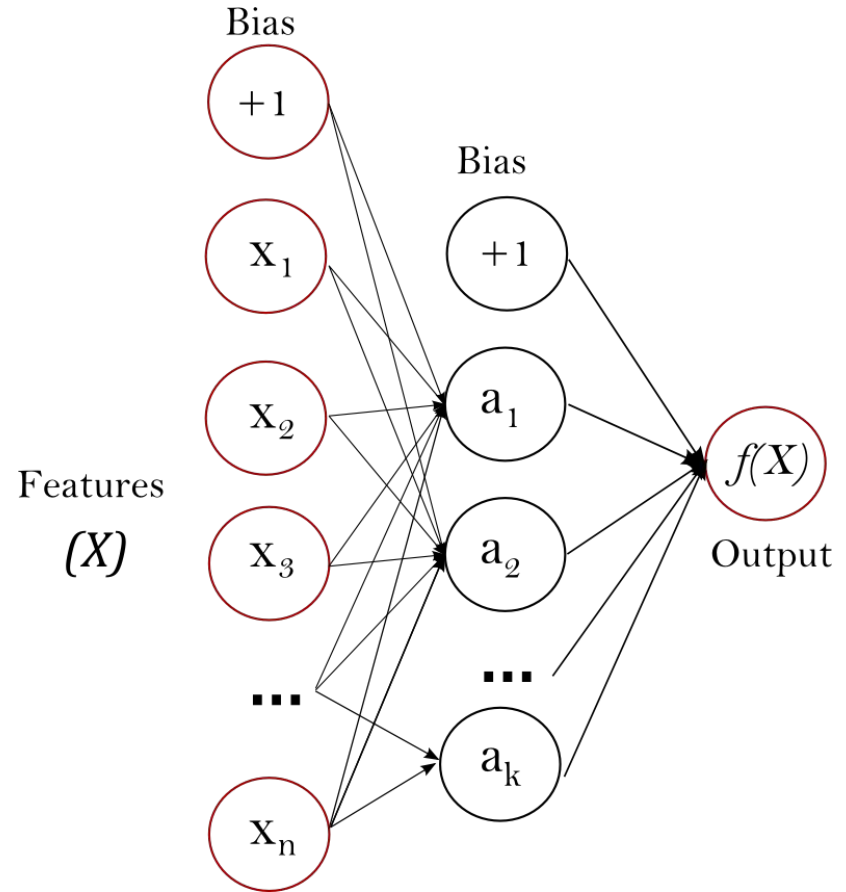 Bias
+1
x₁
x₂
x₃
...
xₙ
Features
(X)
Bias
+1
a₁
a₂
...
aₖ
f(X)
Output